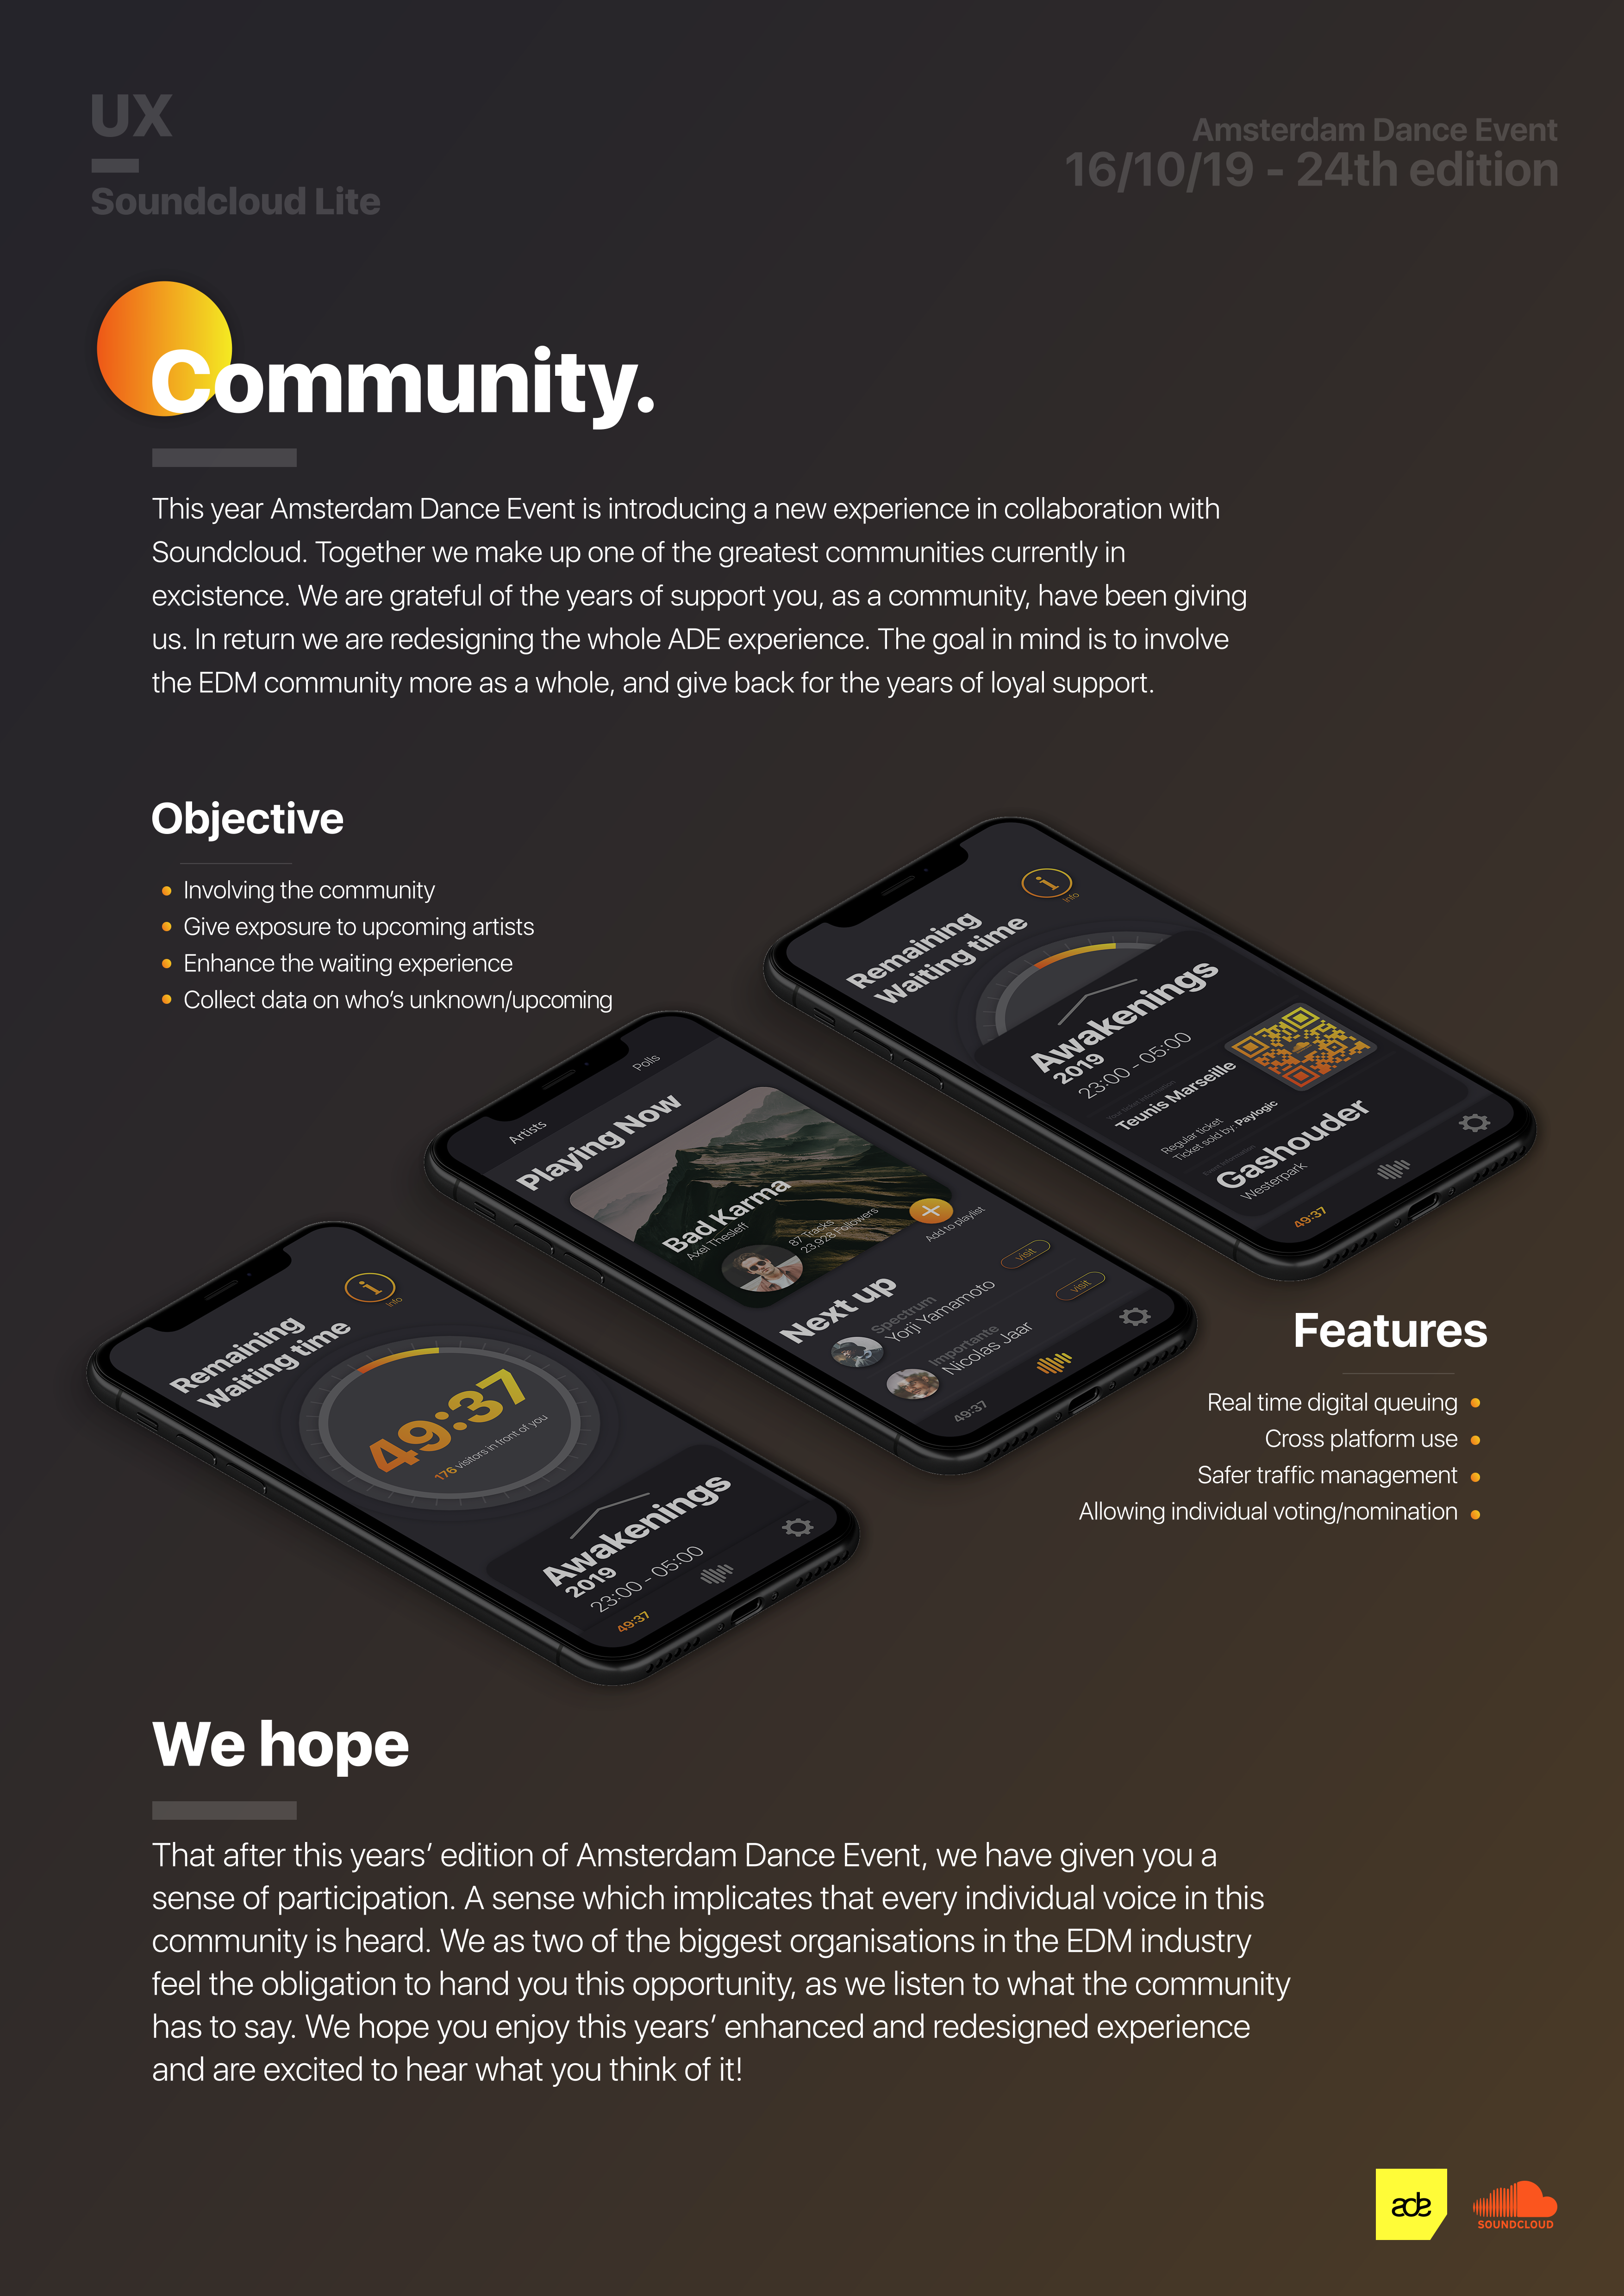 UX
Soundcloud Lite
Amsterdam Dance Event
16/10/19 - 24th edition
Community.
This year Amsterdam Dance Event is introducing a new experience in collaboration with
Soundcloud. Together we make up one of the greatest communities currently in
excistence. We are grateful of the years of support you, as a community, have been giving
us. In return we are redesigning the whole ADE experience. The goal in mind is to involve
the EDM community more as a whole, and give back for the years of loyal support.
Objective
Involving the community
Give exposure to upcoming artists
Enhance the waiting experience
Collect data on who’s unknown/upcoming
info
Remaining
Waiting time
Awakenings
2019
23:00 - 05:00
Teunis Marseille
Regular ticket
Ticket sold by: Paylogic
Gashouder
Westerpark
49:37
Artists
Polls
Playing Now
Bad Karma
Axel Thesleff
87 Tracks
23,928 Followers
Add to playlist
Next up
Spectrum
Yorji Yamamoto
visit
Importante
Nicolas Jaar
visit
49:37
info
Remaining
Waiting time
49:37
176 visitors in front of you
Awakenings
2019
23:00 - 05:00
49:37
Features
Real time digital queuing
Cross platform use
Safer traffic management
Allowing individual voting/nomination
We hope
That after this years’ edition of Amsterdam Dance Event, we have given you a
sense of participation. A sense which implicates that every individual voice in this
community is heard. We as two of the biggest organisations in the EDM industry
feel the obligation to hand you this opportunity, as we listen to what the community
has to say. We hope you enjoy this years’ enhanced and redesigned experience
and are excited to hear what you think of it!
ade
SOUNDCLOUD